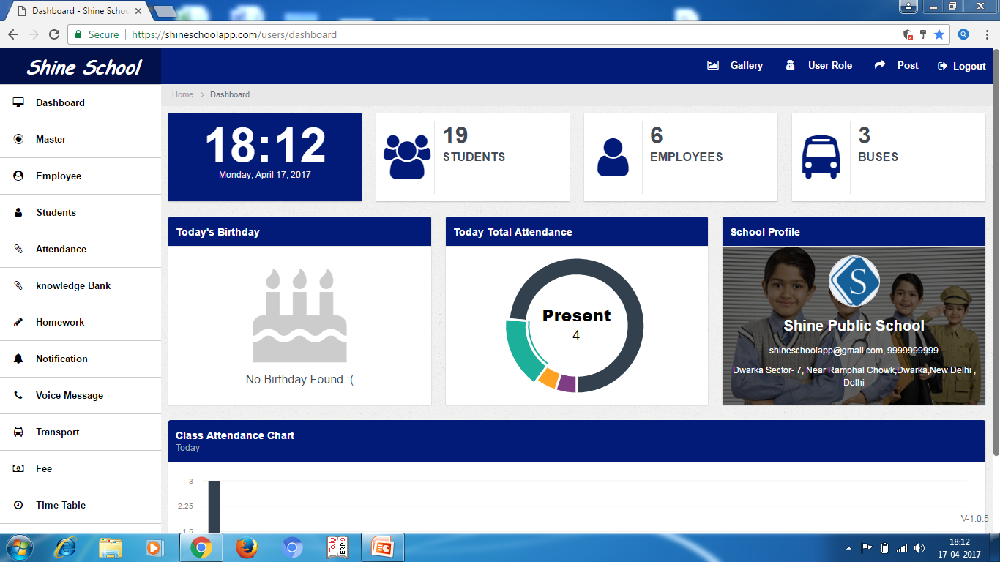 Dashboard - Shine Schoo
Secure
https://shineschoolapp.com/users/dashboard
Shine School
Gallery
User Role
Post
Logout
Home > Dashboard
Dashboard
Master
Employee
Students
Attendance
knowledge Bank
Homework
Notification
Voice Message
Transport
Fee
Time Table
18:12
Monday, April 17, 2017
19
STUDENTS
6
EMPLOYEES
3
BUSES
Today's Birthday
No Birthday Found :(
Today Total Attendance
Present
4
School Profile
S
Shine Public School
shineschoolapp@gmail.com, 9999999999
Dwarka Sector- 7, Near Ramphal Chowk,Dwarka,New Delhi ,
Delhi
Class Attendance Chart
Today
3
2.25
1.5
V-1.0.5
Tally
ERP 9
18:12
17-04-2017